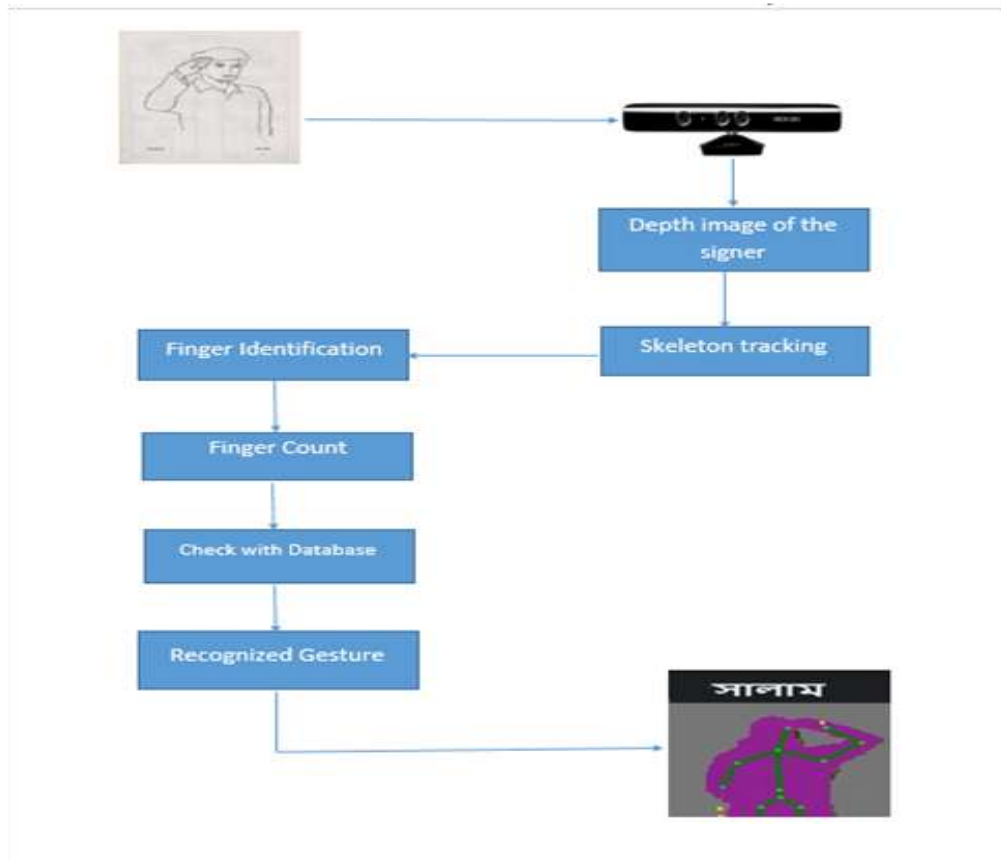 Depth image of the
signer
Skeleton tracking
Finger Identification
Finger Count
Check with Database
Recognized Gesture
সালাম